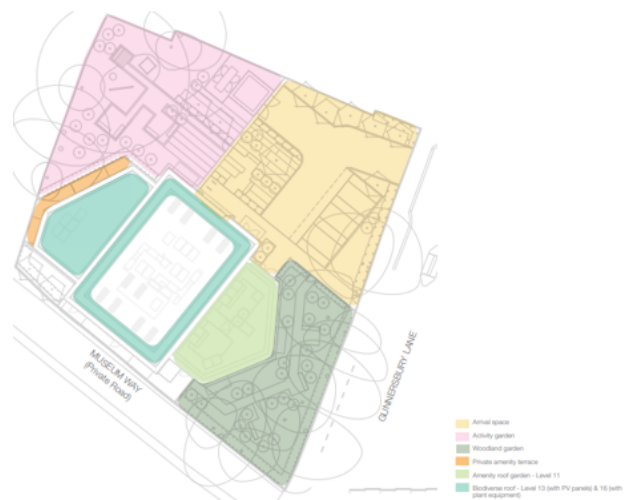 MUSEUM WAY
(Private Road)
GUNNERSBURY LANE
Arrival space
Activity garden
Woodland garden
Private amenity terrace
Amenity roof garden - Level 11
Biodiverse roof - Level 13 (with PV panels) & 16 (with
plant equipment)